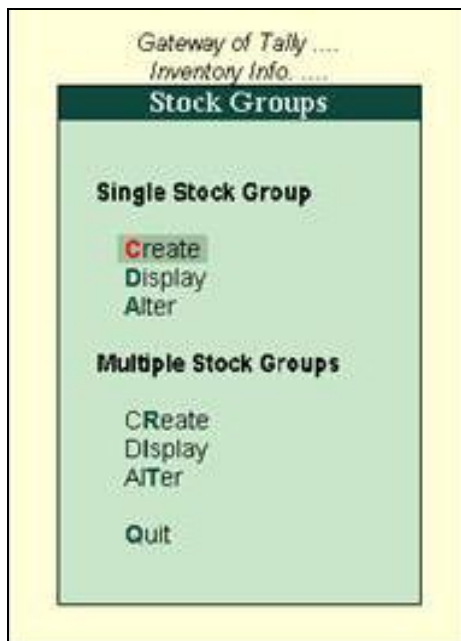 Gateway of Tally ....
Inventory Info. ....
Stock Groups
Single Stock Group
Create
Display
Alter
Multiple Stock Groups
CReate
DIsplay
AlTer
Quit